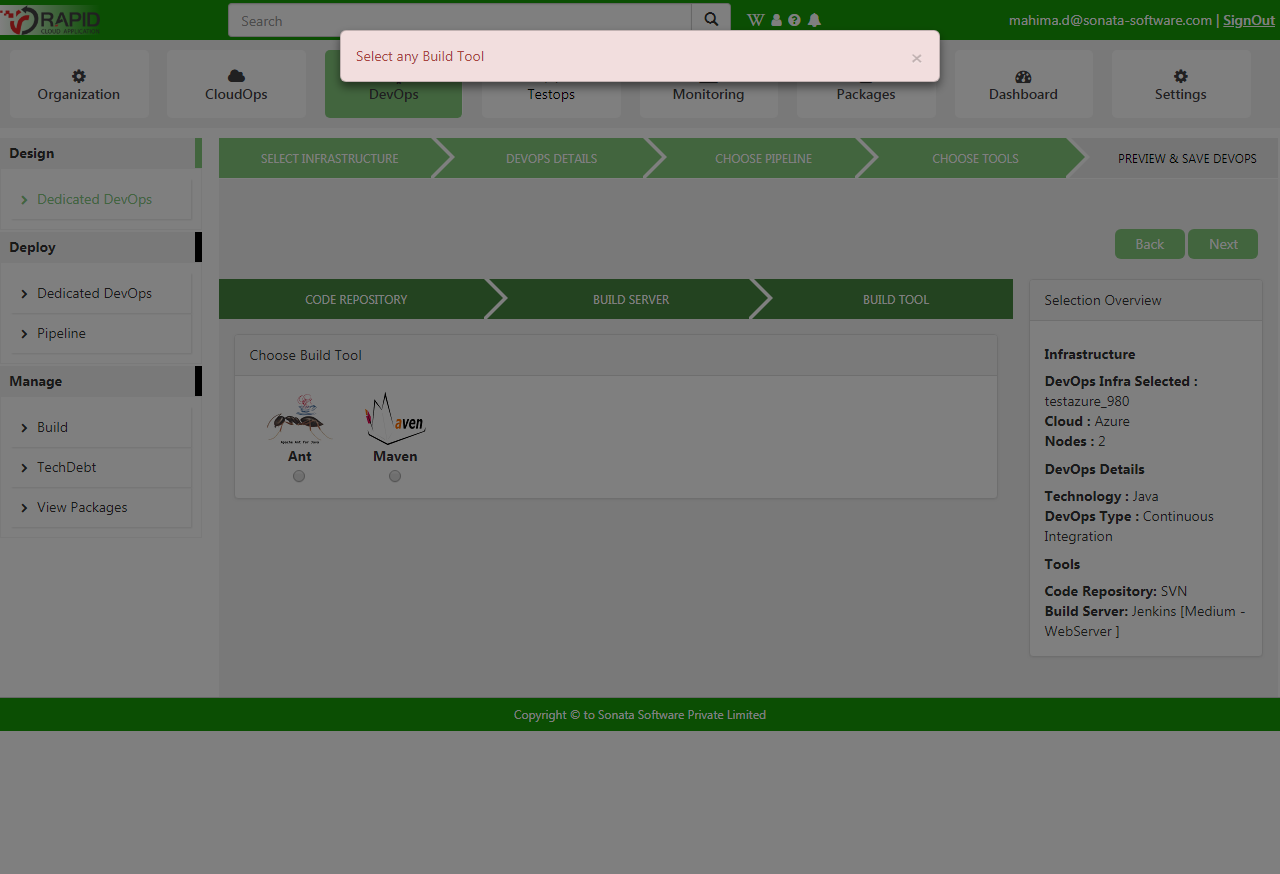 RAPID
CLOUD APPLICATION
Search
mahima.d@sonata-software.com | SignOut
Select any Build Tool
×
Organization
CloudOps
DevOps
Testops
Monitoring
Packages
Dashboard
Settings
Design
Dedicated DevOps
Deploy
Dedicated DevOps
Pipeline
Manage
Build
TechDebt
View Packages
SELECT INFRASTRUCTURE
DEVOPS DETAILS
CHOOSE PIPELINE
CHOOSE TOOLS
PREVIEW & SAVE DEVOPS
Back
Next
CODE REPOSITORY
BUILD SERVER
BUILD TOOL
Choose Build Tool
Ant
Maven
Maven
Selection Overview
Infrastructure
DevOps Infra Selected :
testazure_980
Cloud : Azure
Nodes : 2
DevOps Details
Technology : Java
DevOps Type : Continuous
Integration
Tools
Code Repository: SVN
Build Server: Jenkins [Medium -
WebServer ]
Copyright © to Sonata Software Private Limited